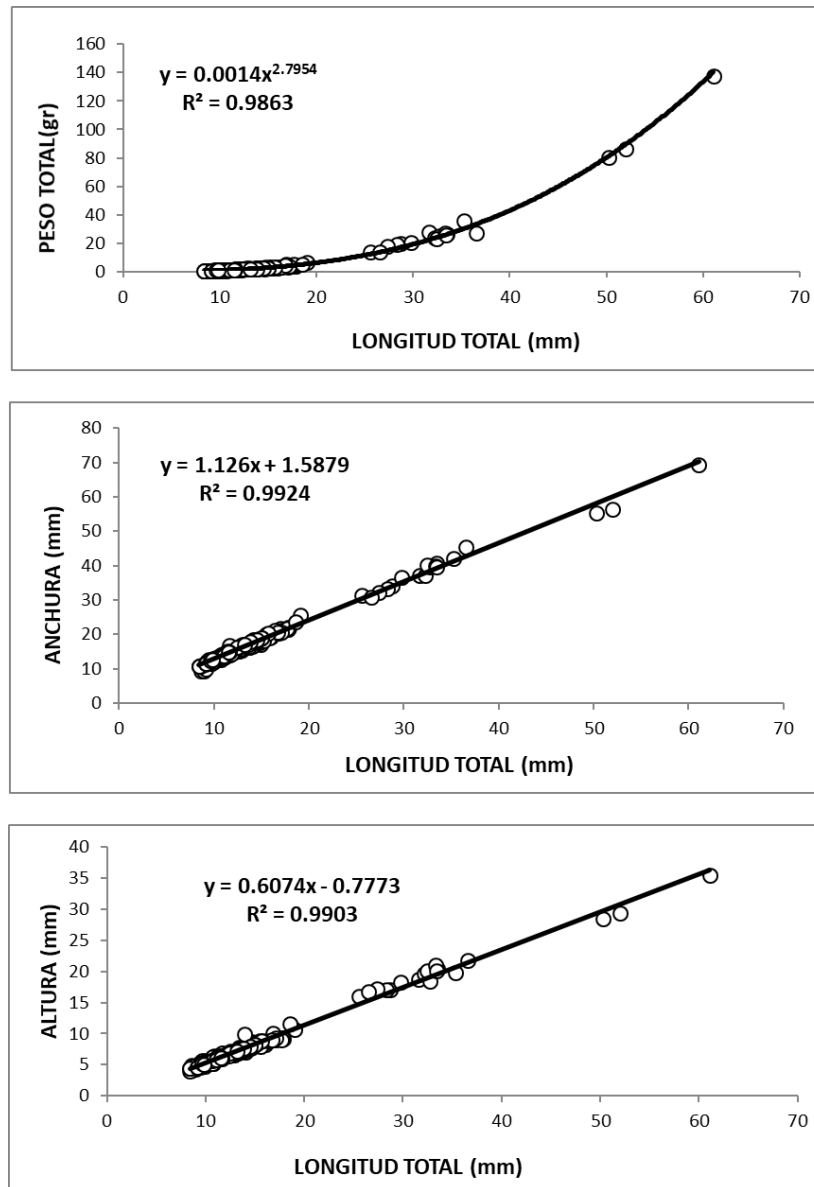 160
140
120
100
80
60
40
20
0
PESO TOTAL(gr)
y = 0.0014x^2.7954
R² = 0.9863
0 10 20 30 40 50 60 70
LONGITUD TOTAL (mm)
80
70
60
50
40
30
20
10
0
ANCHURA (mm)
y = 1.126x + 1.5879
R² = 0.9924
0 10 20 30 40 50 60 70
LONGITUD TOTAL (mm)
40
35
30
25
20
15
10
5
0
ALTURA (mm)
y = 0.6074x - 0.7773
R² = 0.9903
0 10 20 30 40 50 60 70
LONGITUD TOTAL (mm)